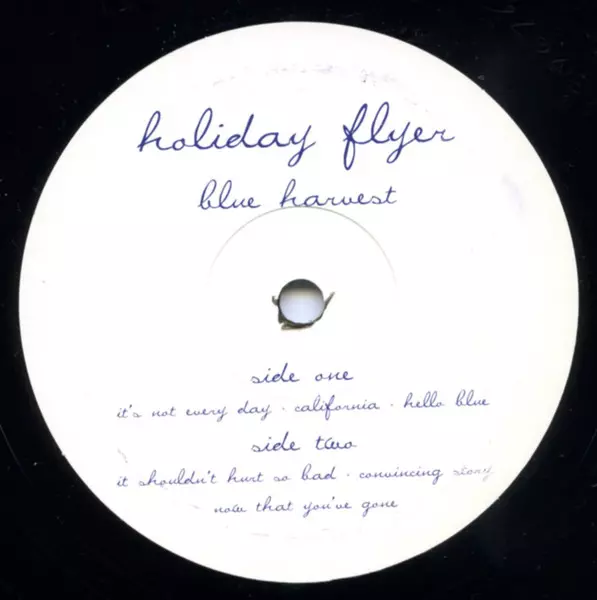 holiday flyer
blue harvest
side one
it's not every day · california · hello blue
side two
it shouldn't hurt so bad · convincing story
now that you've gone